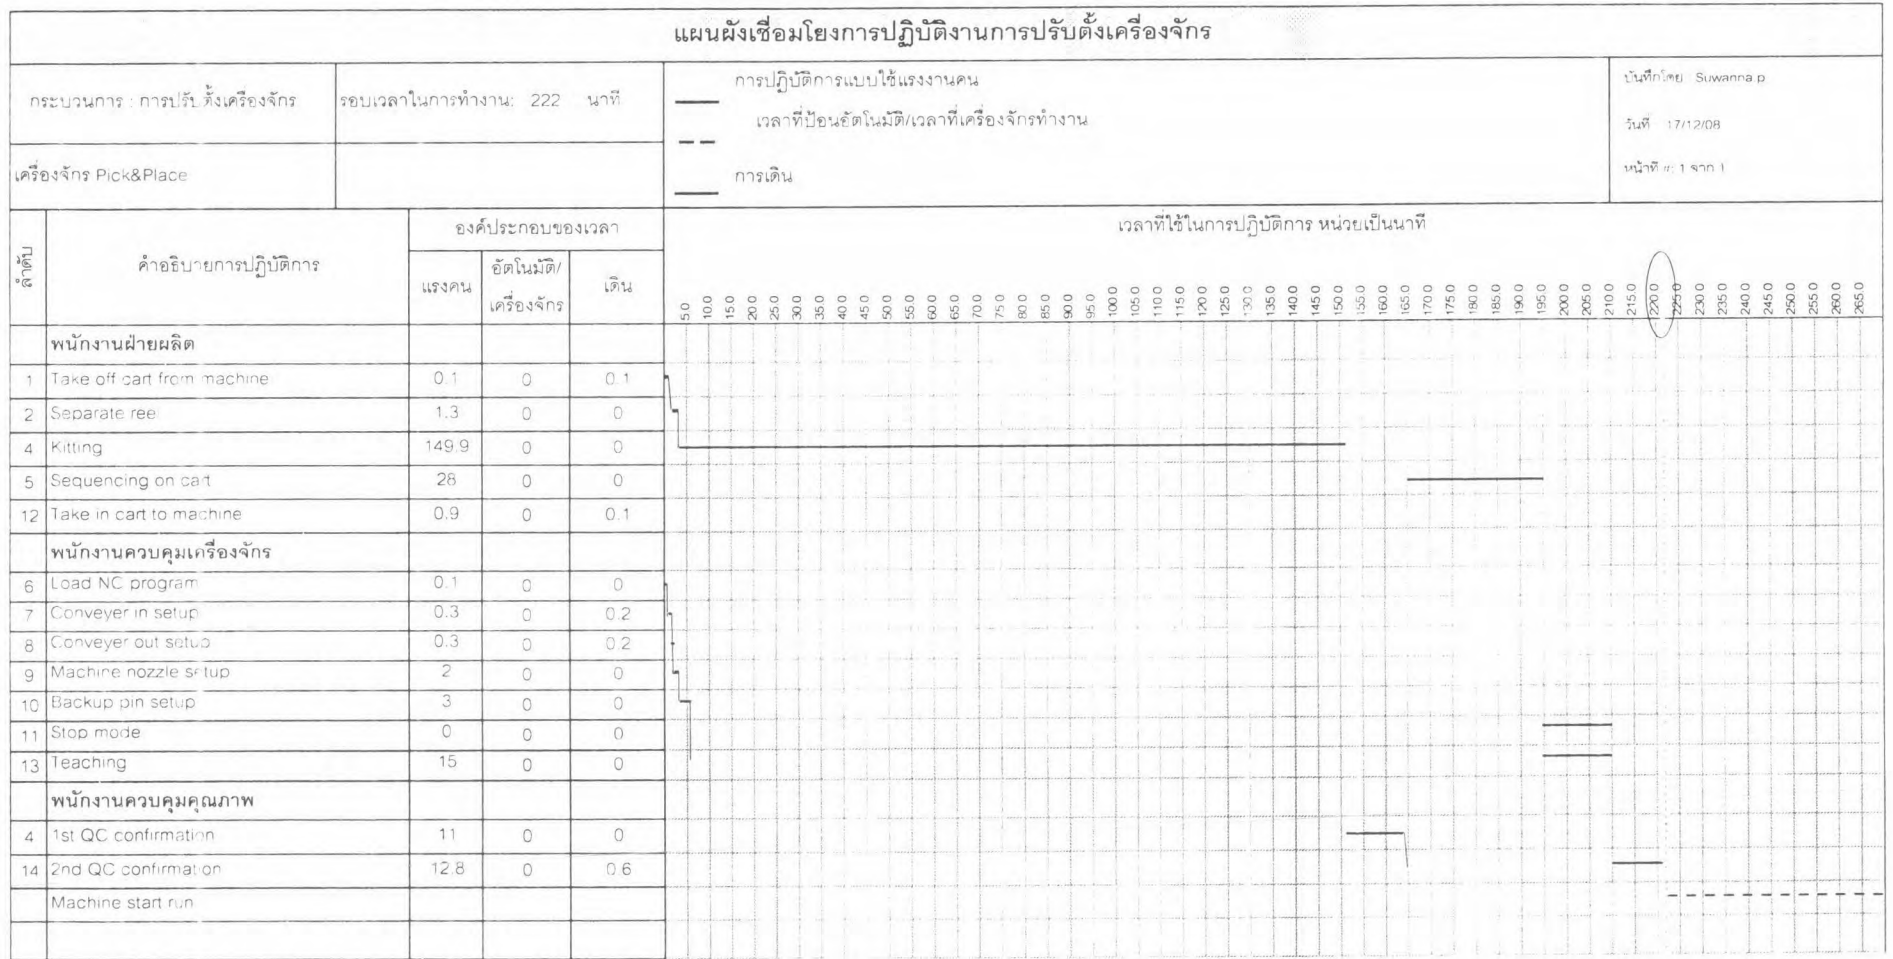 แผนผังเชื่อมโยงการปฏิบัติงานการปรับตั้งเครื่องจักร
กระบวนการ : การปรับตั้งเครื่องจักร
รอบเวลาในการทำงาน: 222 นาที
การปฏิบัติการแบบใช้แรงงานคน
เวลาที่ป้อนอัตโนมัติ/เวลาที่เครื่องจักรทำงาน
การเดิน
บันทึกโดย : Suwanna.p
วันที่ : 17/12/08
หน้าที่ #: 1 จาก 1
เครื่องจักร Pick&Place
ลำดับ
คำอธิบายการปฏิบัติการ
องค์ประกอบของเวลา
แรงคน
อัตโนมัติ/
เครื่องจักร
เดิน
เวลาที่ใช้ในการปฏิบัติการ หน่วยเป็นนาที
5.0 10.0 15.0 20.0 25.0 30.0 35.0 40.0 45.0 50.0 55.0 60.0 65.0 70.0 75.0 80.0 85.0 90.0 95.0 100.0 105.0 110.0 115.0 120.0 125.0 130.0 135.0 140.0 145.0 150.0 155.0 160.0 165.0 170.0 175.0 180.0 185.0 190.0 195.0 200.0 205.0 210.0 215.0 220.0 225.0 230.0 235.0 240.0 245.0 250.0 255.0 260.0 265.0
พนักงานฝ่ายผลิต
1 Take off cart from machine 0.1 0 0.1
2 Separate reel 1.3 0 0
4 Kitting 149.9 0 0
5 Sequencing on cart 28 0 0
12 Take in cart to machine 0.9 0 0.1
พนักงานควบคุมเครื่องจักร
6 Load NC program 0.1 0 0
7 Conveyer in setup 0.3 0 0.2
8 Conveyer out setup 0.3 0 0.2
9 Machine nozzle setup 2 0 0
10 Backup pin setup 3 0 0
11 Stop mode 0 0 0
13 Teaching 15 0 0
พนักงานควบคุมคุณภาพ
4 1st QC confirmation 11 0 0
14 2nd QC confirmation 12.8 0 0.6
Machine start run